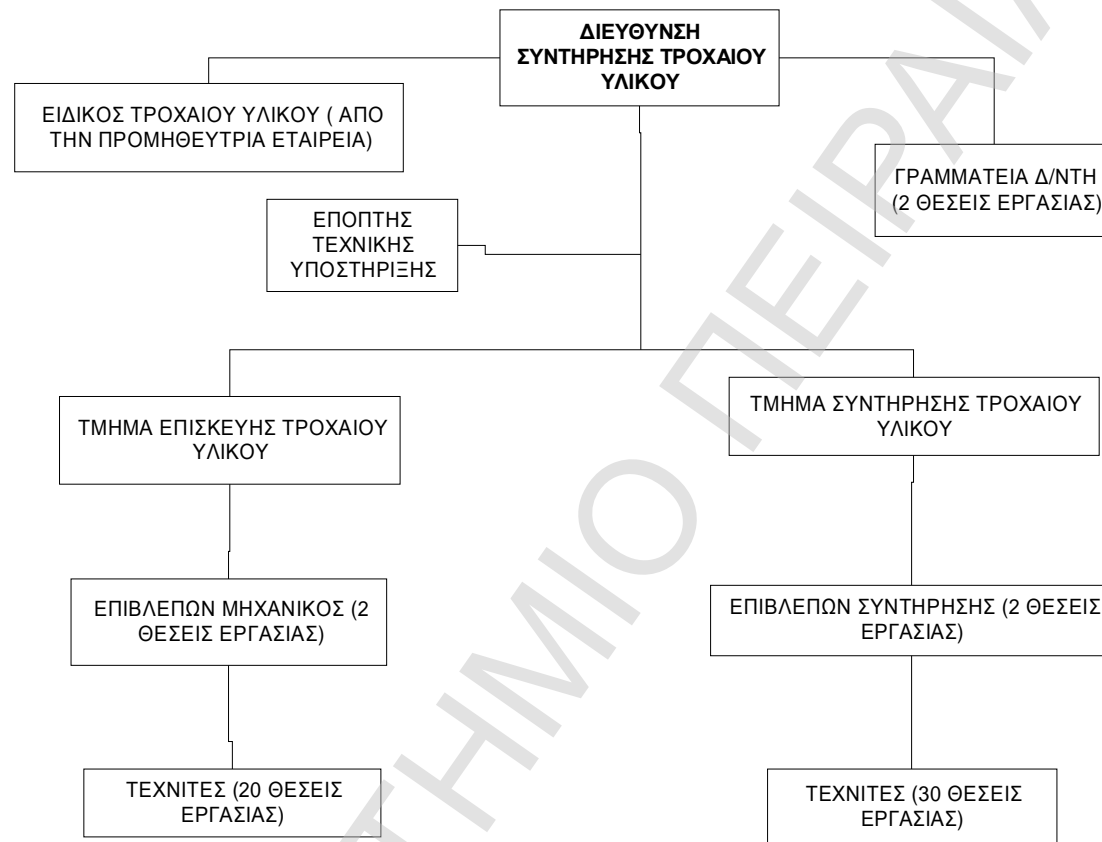 ΔΙΕΥΘΥΝΣΗ
ΣΥΝΤΗΡΗΣΗΣ ΤΡΟΧΑΙΟΥ
ΥΛΙΚΟΥ
ΕΙΔΙΚΟΣ ΤΡΟΧΑΙΟΥ ΥΛΙΚΟΥ ( ΑΠΟ
ΤΗΝ ΠΡΟΜΗΘΕΥΤΡΙΑ ΕΤΑΙΡΕΙΑ)
ΓΡΑΜΜΑΤΕΙΑ Δ/ΝΤΗ
(2 ΘΕΣΕΙΣ ΕΡΓΑΣΙΑΣ)
ΕΠΟΠΤΗΣ
ΤΕΧΝΙΚΗΣ
ΥΠΟΣΤΗΡΙΞΗΣ
ΤΜΗΜΑ ΕΠΙΣΚΕΥΗΣ ΤΡΟΧΑΙΟΥ
ΥΛΙΚΟΥ
ΤΜΗΜΑ ΣΥΝΤΗΡΗΣΗΣ ΤΡΟΧΑΙΟΥ
ΥΛΙΚΟΥ
ΕΠΙΒΛΕΠΩΝ ΜΗΧΑΝΙΚΟΣ (2
ΘΕΣΕΙΣ ΕΡΓΑΣΙΑΣ)
ΕΠΙΒΛΕΠΩΝ ΣΥΝΤΗΡΗΣΗΣ (2 ΘΕΣΕΙΣ
ΕΡΓΑΣΙΑΣ)
ΤΕΧΝΙΤΕΣ (20 ΘΕΣΕΙΣ
ΕΡΓΑΣΙΑΣ)
ΤΕΧΝΙΤΕΣ (30 ΘΕΣΕΙΣ
ΕΡΓΑΣΙΑΣ)